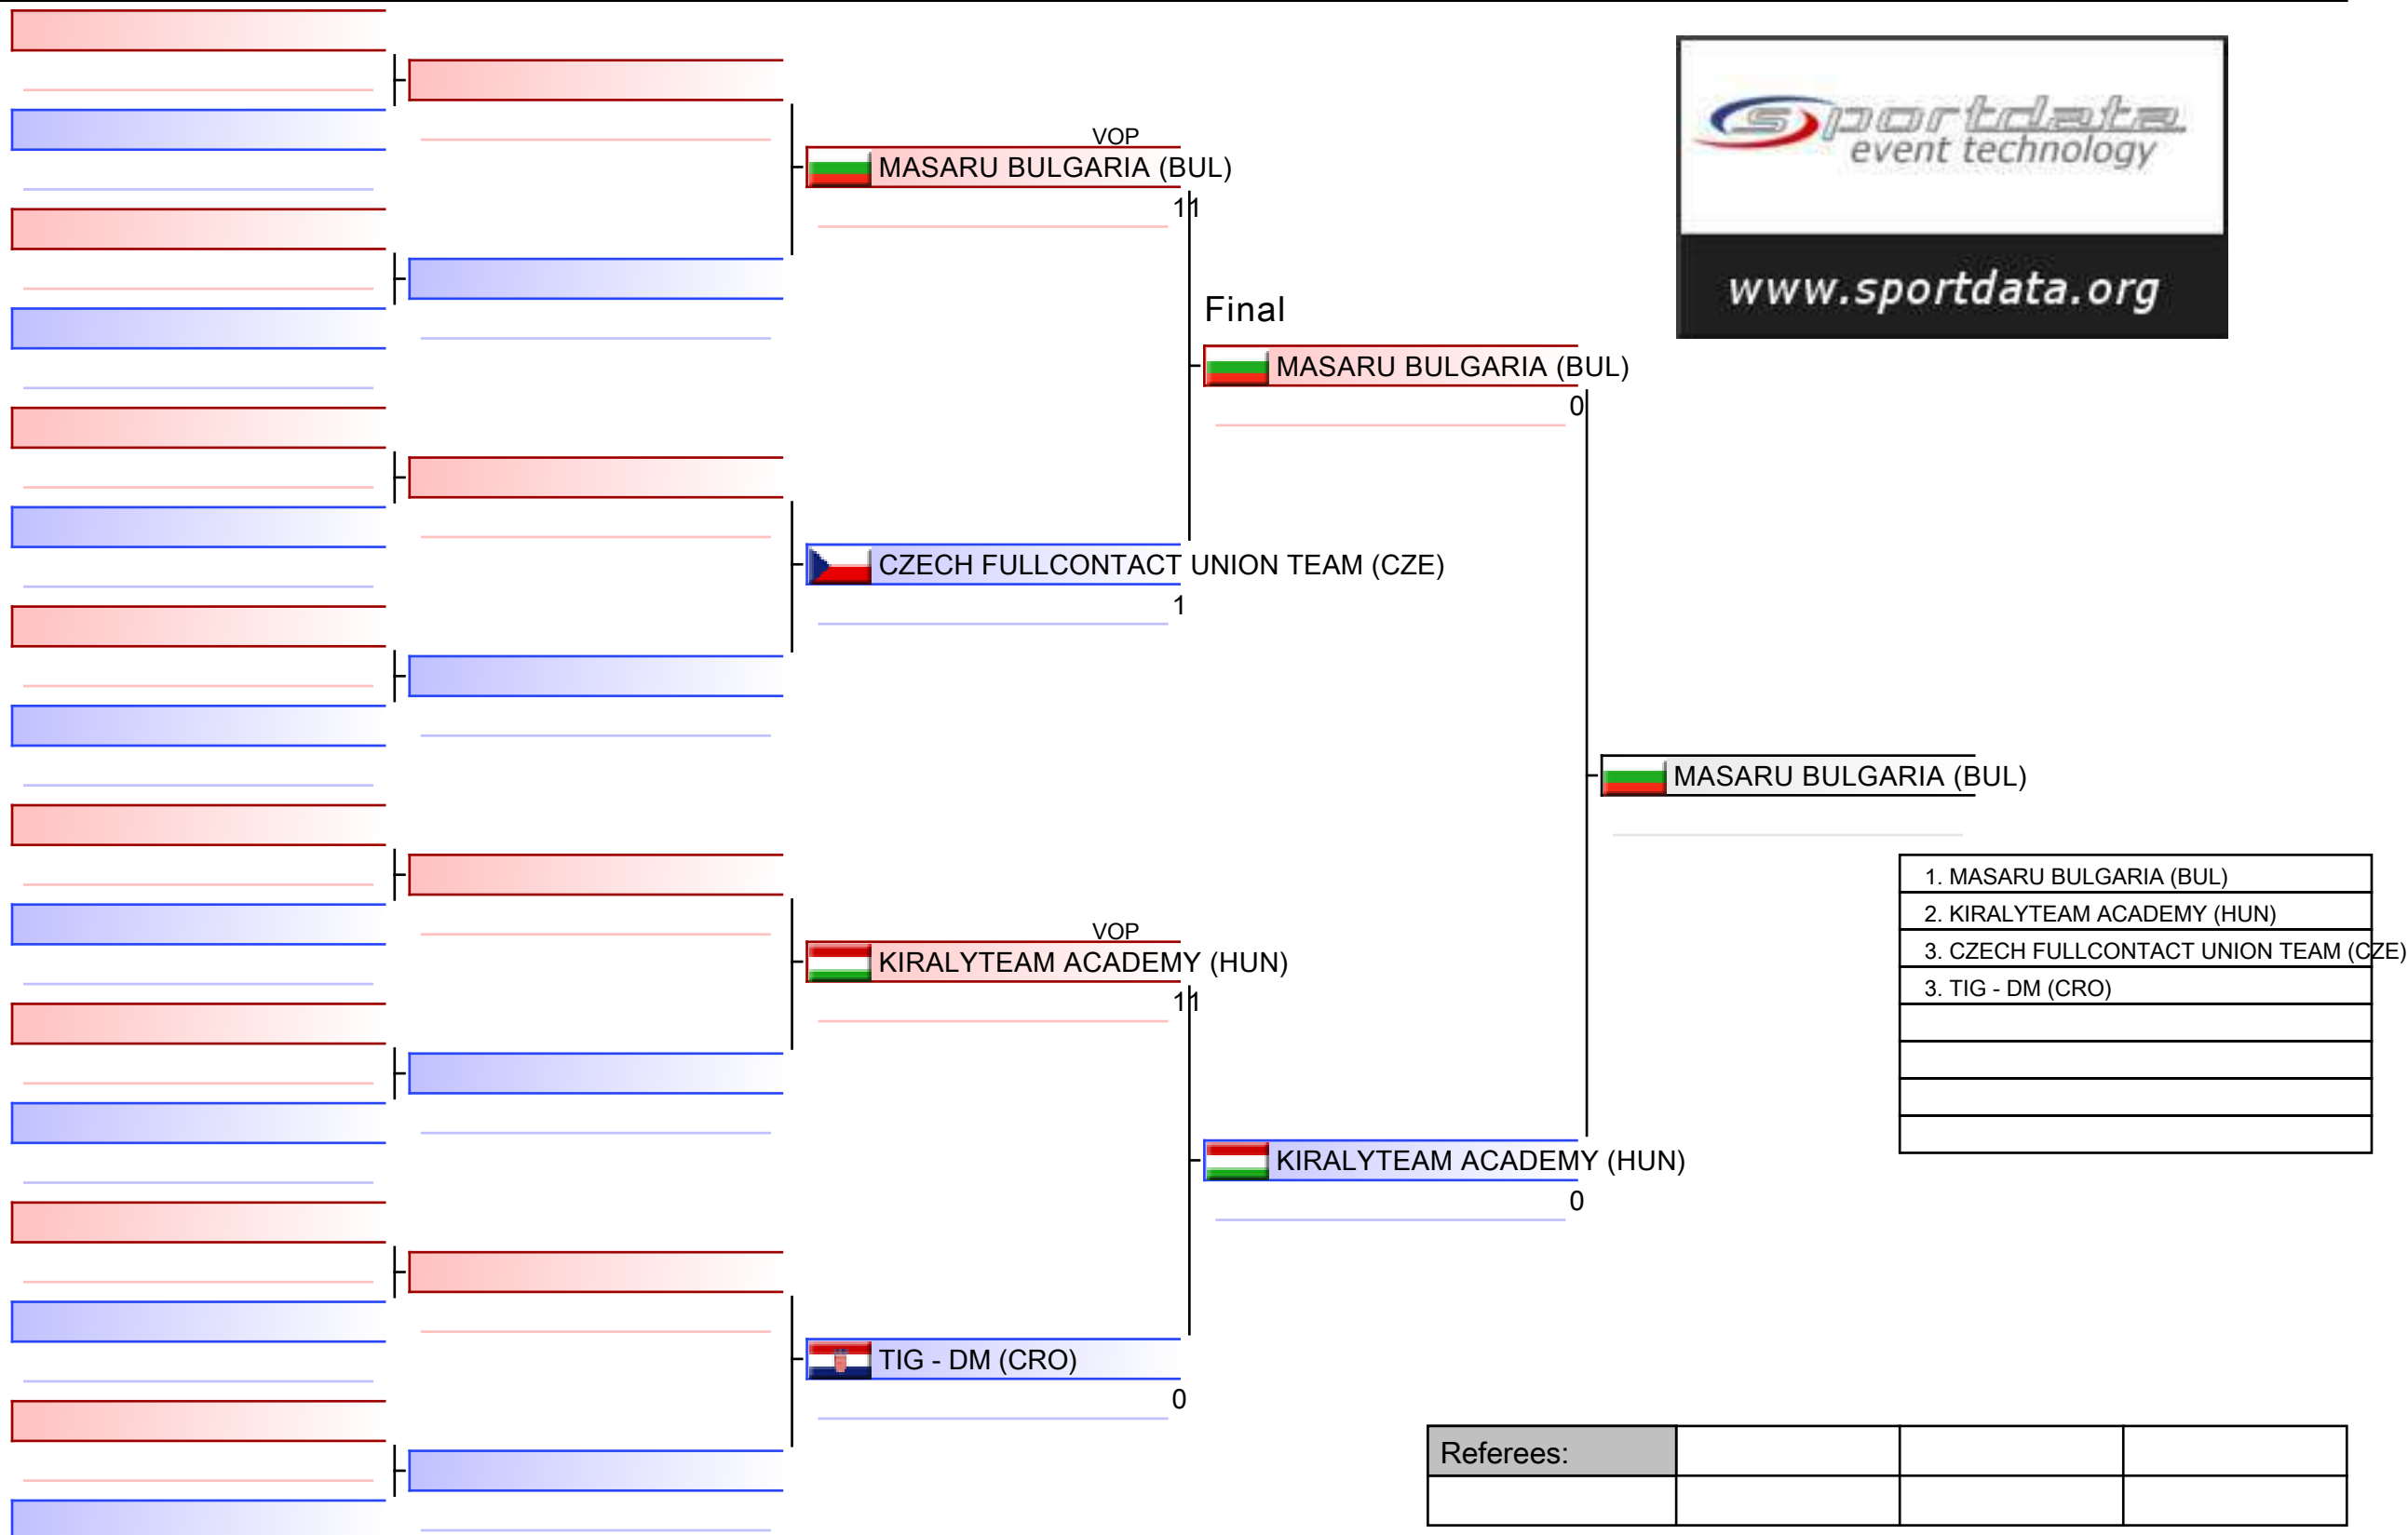 VOP
MASARU BULGARIA (BUL)
11
CZECH FULLCONTACT UNION TEAM (CZE)
1
VOP
KIRALYTEAM ACADEMY (HUN)
11
TIG - DM (CRO)
0
Final
MASARU BULGARIA (BUL)
0
KIRALYTEAM ACADEMY (HUN)
0
MASARU BULGARIA (BUL)
sportdata
event technology
www.sportdata.org
1. MASARU BULGARIA (BUL)
2. KIRALYTEAM ACADEMY (HUN)
3. CZECH FULLCONTACT UNION TEAM (CZE)
3. TIG - DM (CRO)
Referees: